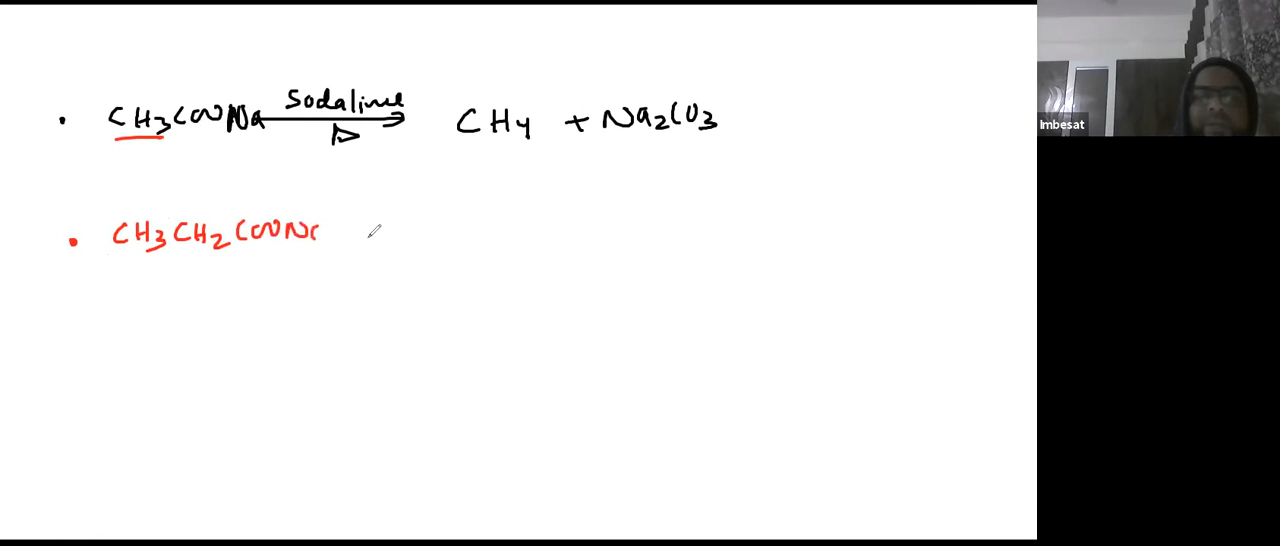 . CH3COONa Sodalime Δ → CH4 + Na2CO3
Imbesat
. CH3CH2COONa